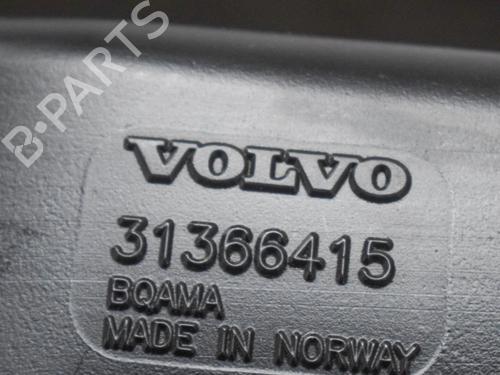 B·PARTS
VOLVO
31366415
BQAMA
MADE IN NORWAY